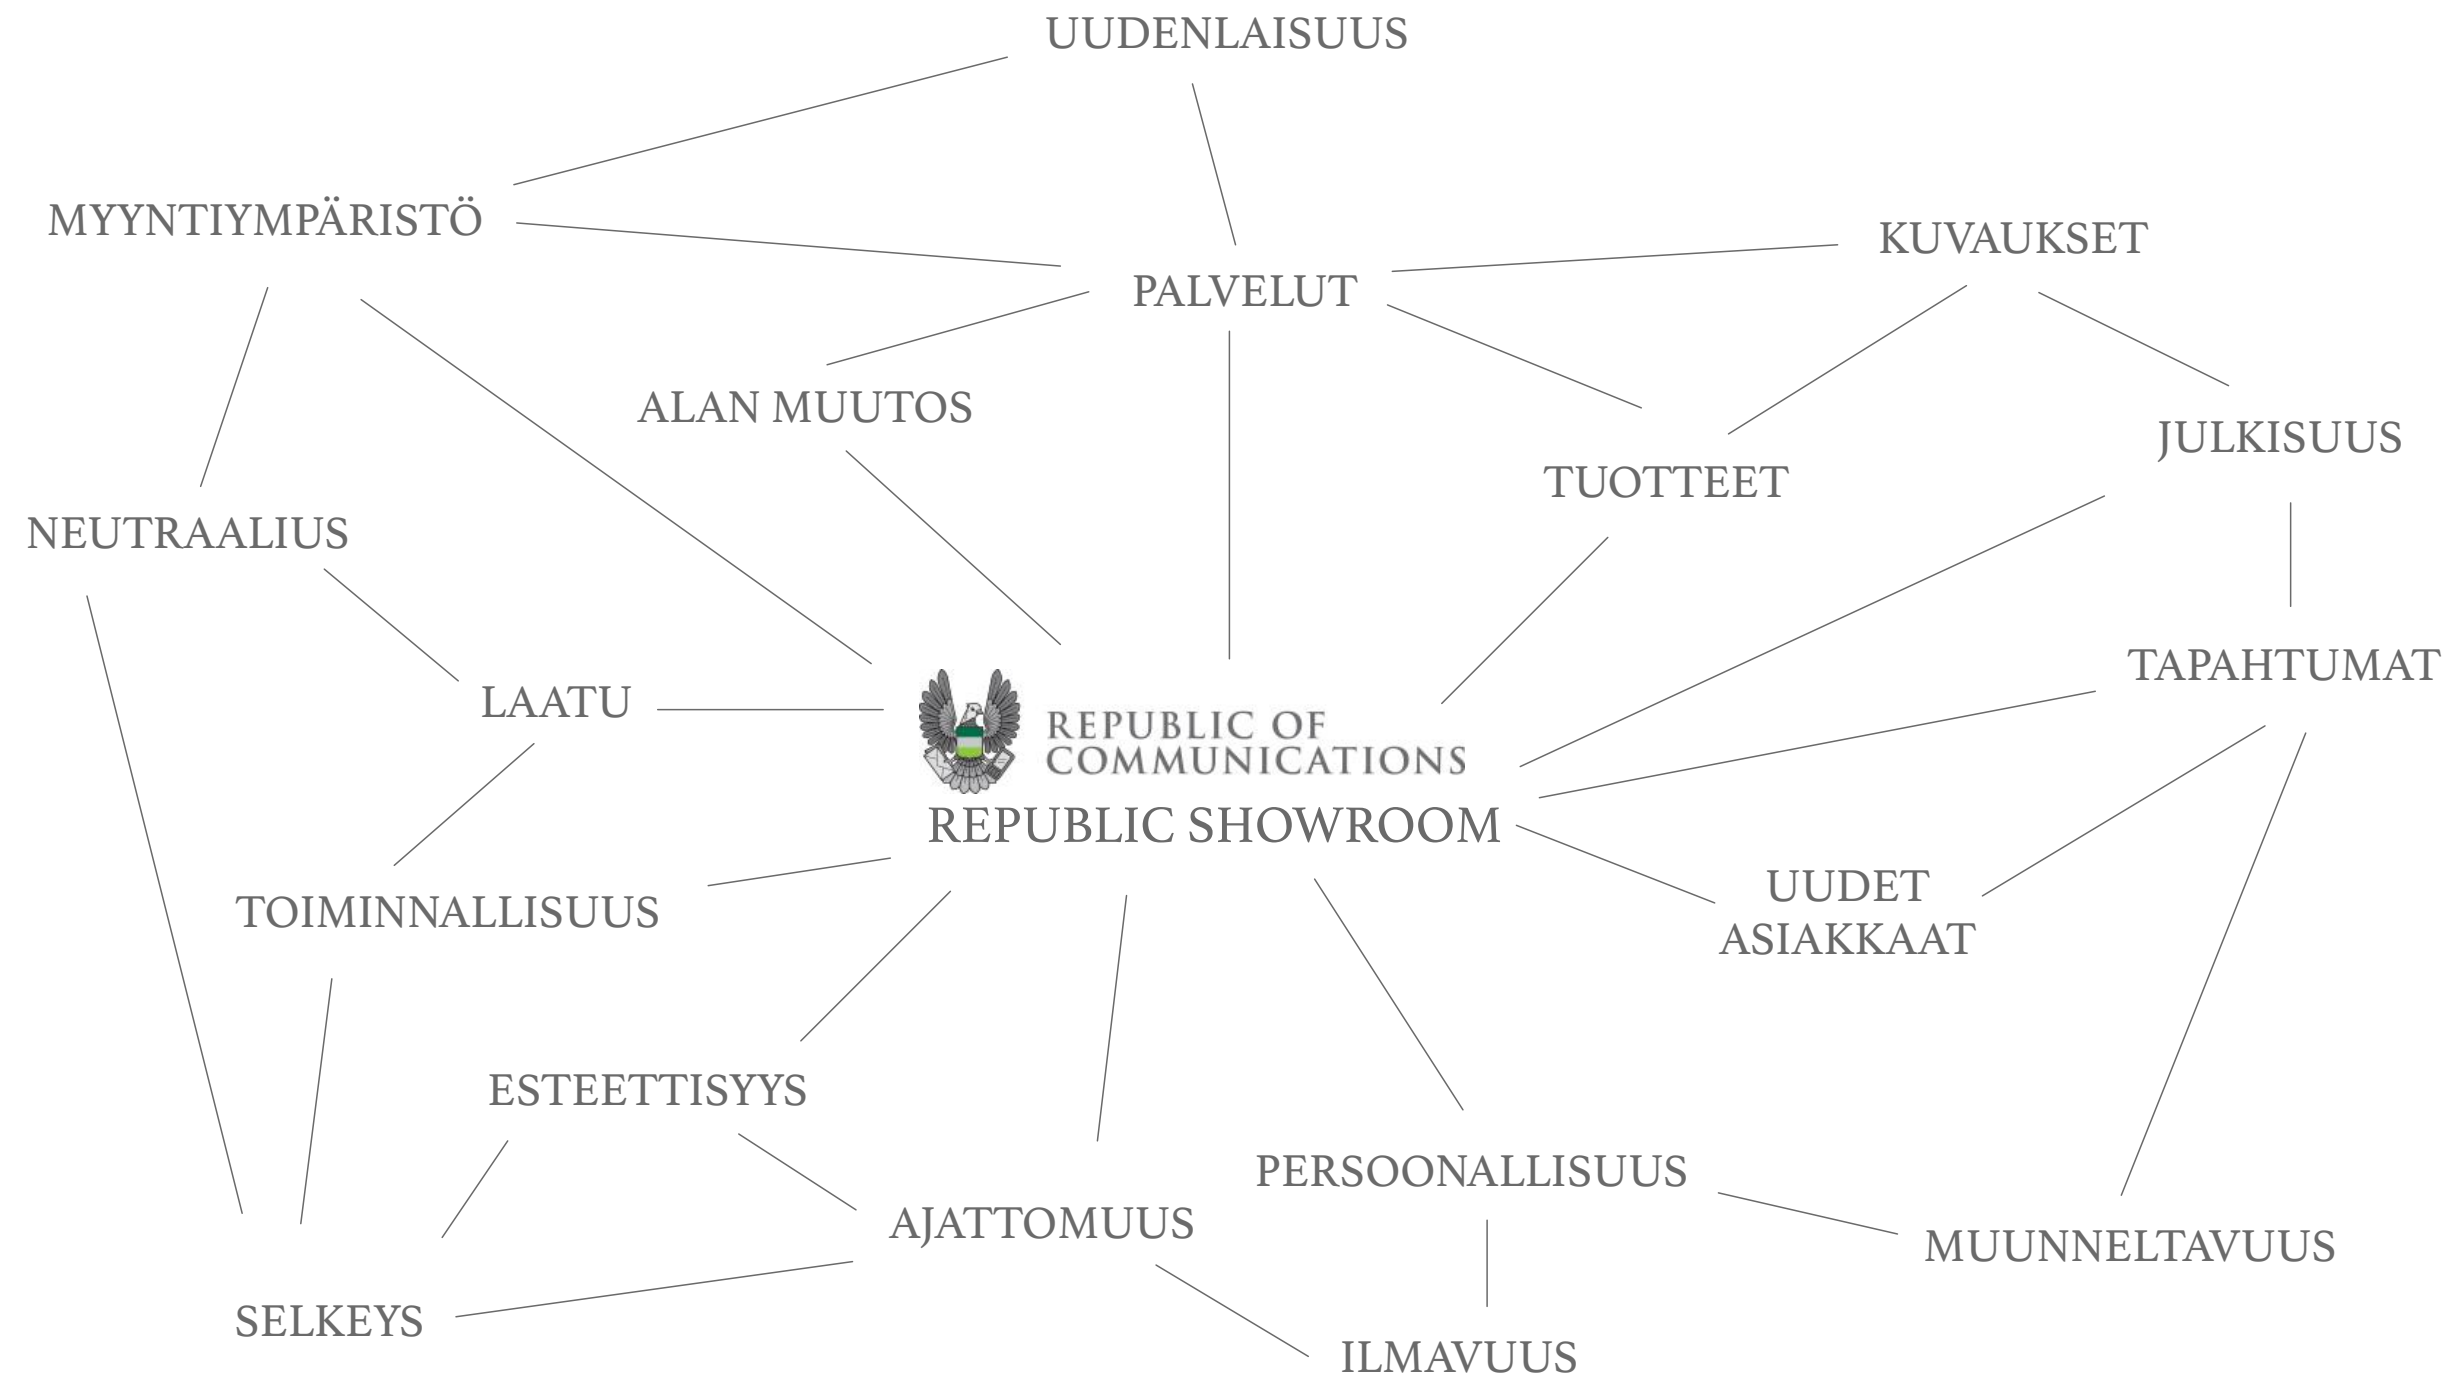 UUDENLAISUUS
MYYNTIYMPÄRISTÖ
KUVAUKSET
PALVELUT
ALAN MUUTOS
JULKISUUS
TUOTTEET
NEUTRAALIUS
TAPAHTUMAT
LAATU
REPUBLIC OF
COMMUNICATIONS
REPUBLIC SHOWROOM
UUDET
ASIAKKAAT
TOIMINNALLISUUS
ESTEETTISYYS
PERSOONALLISUUS
AJATTOMUUS
MUUNNELTAVUUS
SELKEYS
ILMAVUUS